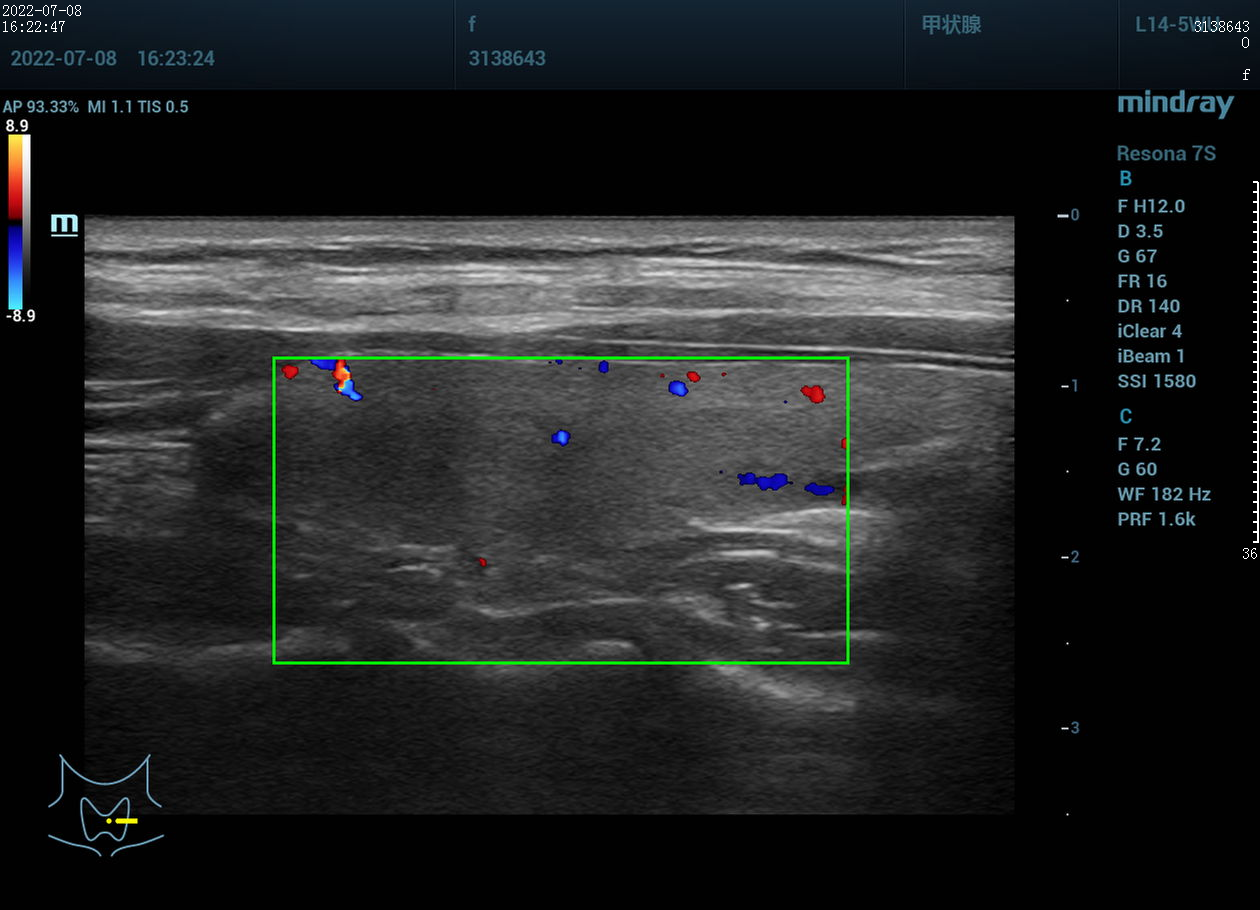 2022-07-08
16:22:47
2022-07-08 16:23:24
f
3138643
甲状腺
L14-5WU
3138643
0
f
AP 93.33% MI 1.1 TIS 0.5
8.9
-8.9
m
mindray
Resona 7S
B
F H12.0
D 3.5
G 67
FR 16
DR 140
iClear 4
iBeam 1
SSI 1580
C
F 7.2
G 60
WF 182 Hz
PRF 1.6k
0
1
2
3
36